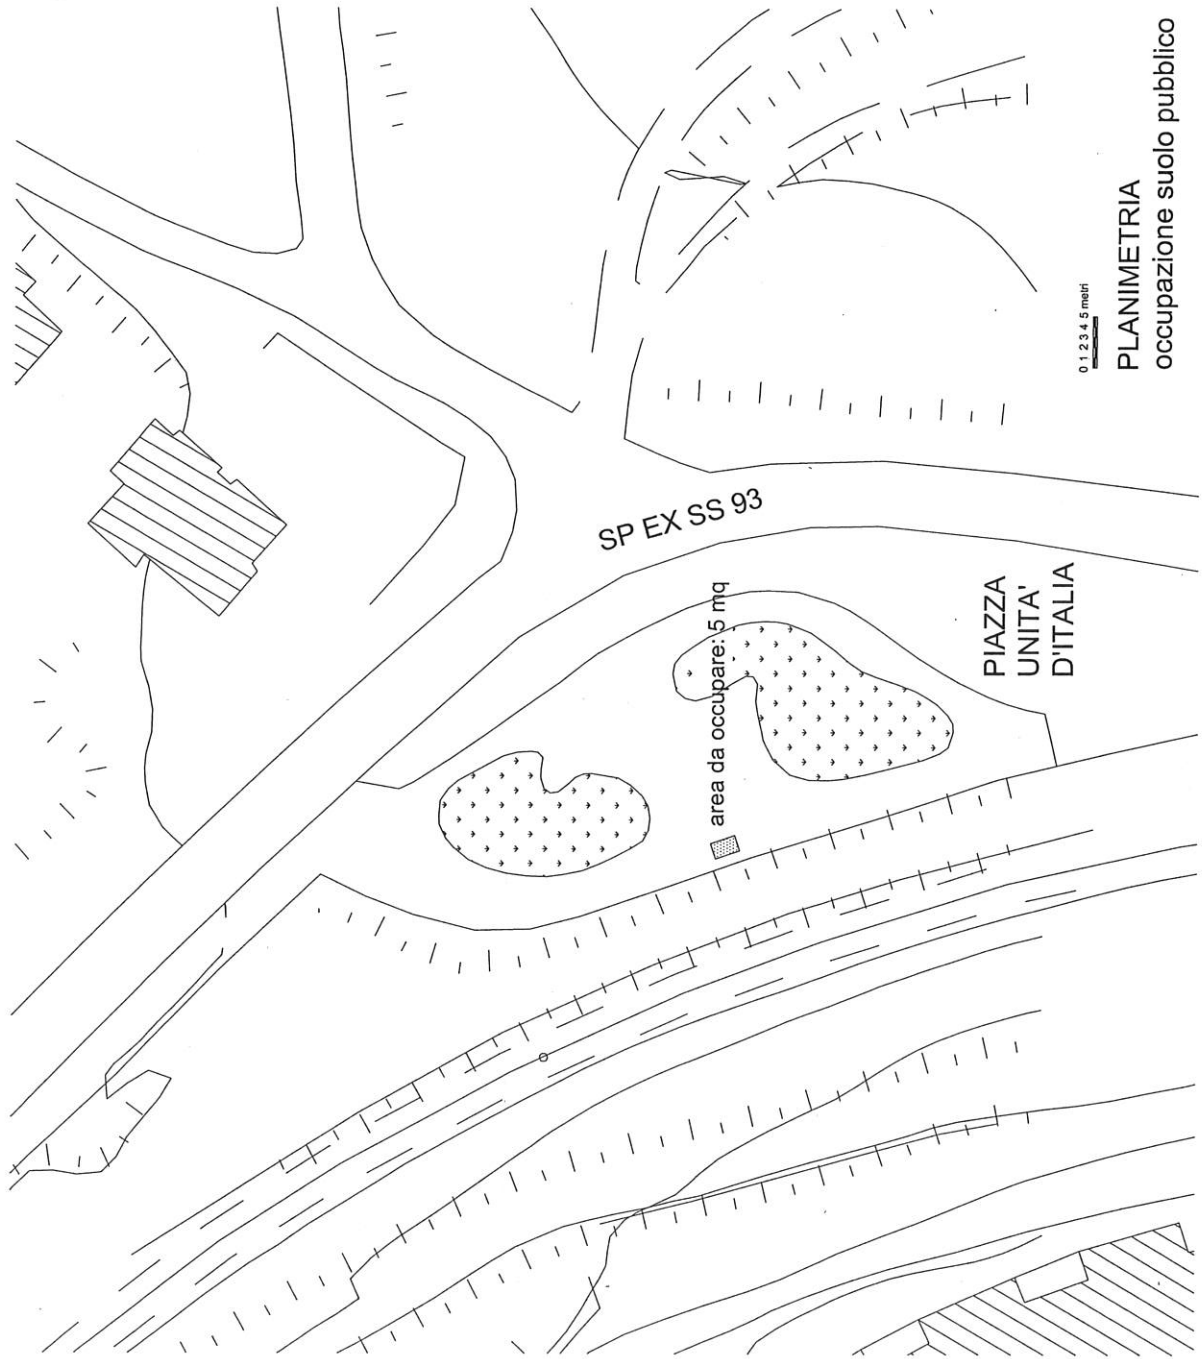 PLANIMETRIA
occupazione suolo pubblico
0 1 2 3 4 5 metri
SP EX SS 93
area da occupare: 5 mq
PIAZZA
UNITA'
D'ITALIA